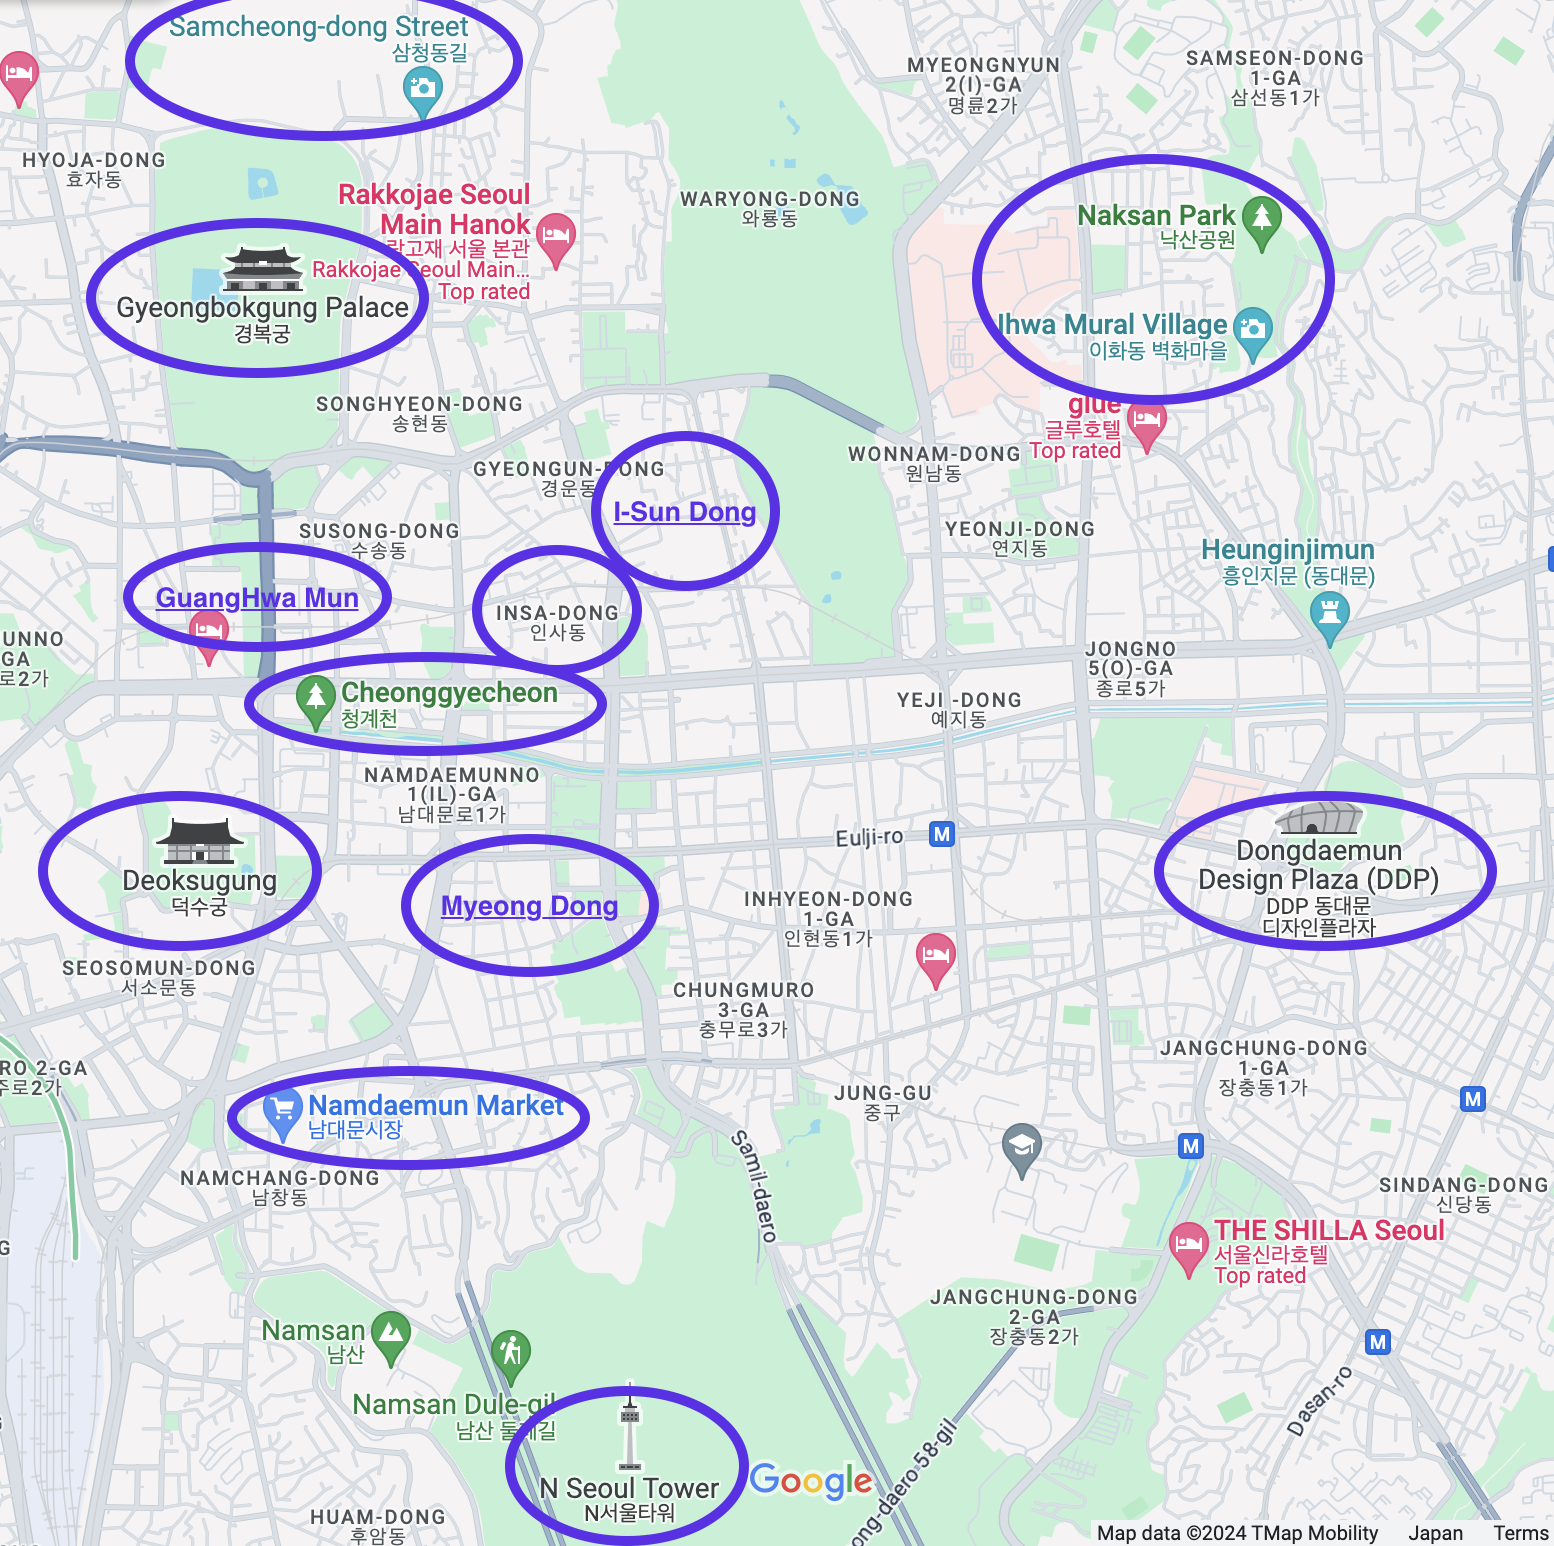 Samcheong-dong Street
삼청동길
MYEONGNYUN
2(I)-GA
명륜2가
SAMSEON-DONG
1-GA
삼선동1가
HYOJA-DONG
효자동
Rakkojae Seoul
Main Hanok
락고재 서울 본관
Rakkojae Seoul Main...
Top rated
WARYONG-DONG
와룡동
Naksan Park
낙산공원
Gyeongbokgung Palace
경복궁
Ihwa Mural Village
이화동 벽화마을
SONGHYEON-DONG
송현동
glue
글루호텔
Top rated
GYEONGUN-DONG
경운동
WONNAM-DONG
원남동
I-Sun Dong
SUSONG-DONG
수송동
YEONJI-DONG
연지동
Heunginjimun
흥인지문 (동대문)
GuangHwa Mun
INSA-DONG
인사동
UNNO
GA
로2가
JONGNO
5(O)-GA
종로5가
Cheonggyecheon
청계천
YEJI -DONG
예지동
NAMDAEMUNNO
1(IL)-GA
남대문로1가
Eulji-ro
M
Deoksugung
덕수궁
Dongdaemun
Design Plaza (DDP)
DDP 동대문
디자인플라자
Myeong Dong
INHYEON-DONG
1-GA
인현동1가
SEOSOMUN-DONG
서소문동
CHUNGMURO
3-GA
충무로3가
RO 2-GA
주로2가
JANGCHUNG-DONG
1-GA
장충동1가
Namdaemun Market
남대문시장
JUNG-GU
중구
M
M
Samil-daero
NAMCHANG-DONG
남창동
SINDANG-DONG
신당동
G
THE SHILLA Seoul
서울신라호텔
Top rated
JANGCHUNG-DONG
2-GA
장충동2가
Namsan
남산
M
Namsan Dule-gil
남산 둘레길
Dasan-ro
N Seoul Tower
N서울타워
Google
ong-daero 58-gil
HUAM-DONG
후암동
Map data ©2024 TMap Mobility
Japan
Terms